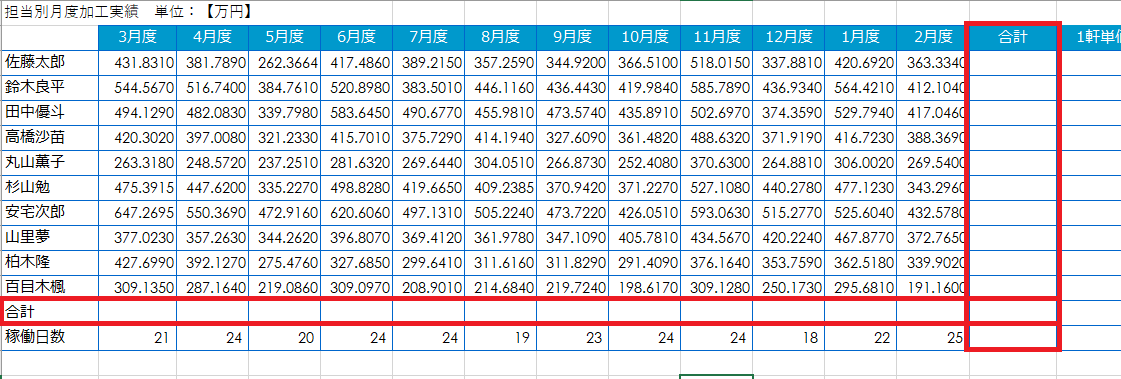 担当別月度加工実績　単位：【万円】
3月度 4月度 5月度 6月度 7月度 8月度 9月度 10月度 11月度 12月度 1月度 2月度 合計 1軒単価
佐藤太郎 431.8310 381.7890 262.3664 417.4860 389.2150 357.2590 344.9200 366.5100 518.0150 337.8810 420.6920 363.3340
鈴木良平 544.5670 516.7400 384.7610 520.8980 383.5010 446.1160 436.4430 419.9840 585.7890 436.9340 564.4210 412.1040
田中優斗 494.1290 482.0830 339.7980 583.6450 490.6770 455.9810 473.5740 435.8910 502.6970 374.3590 529.7940 417.0460
高橋沙苗 420.3020 397.0080 321.2330 415.7010 375.7290 414.1940 327.6090 361.4820 488.6320 371.9190 416.7230 388.3690
丸山薫子 263.3180 248.5720 237.2510 281.6320 269.6440 304.0510 266.8730 252.4080 370.6300 264.8810 306.0020 269.5400
杉山勉 475.3915 447.6200 335.2270 498.8280 419.6650 409.2385 370.9420 371.2270 527.1080 440.2780 477.1230 343.2960
安宅次郎 647.2695 550.3690 472.9160 620.6060 497.1310 505.2240 473.7220 426.0510 593.0630 515.2770 525.6040 432.5780
山里夢 377.0230 357.2630 344.2620 396.8070 369.4120 361.9780 347.1090 405.7810 434.5670 420.2240 467.8770 372.7650
柏木隆 427.6990 392.1270 275.4760 327.6850 299.6410 311.6160 311.8290 291.4090 376.1640 353.7590 362.5180 339.9020
百目木楓 309.1350 287.1640 219.0860 309.0970 208.9010 214.6840 219.7240 198.6170 309.1280 250.1730 295.6810 191.1600
合計
稼働日数 21 24 20 24 24 19 23 24 24 18 22 25